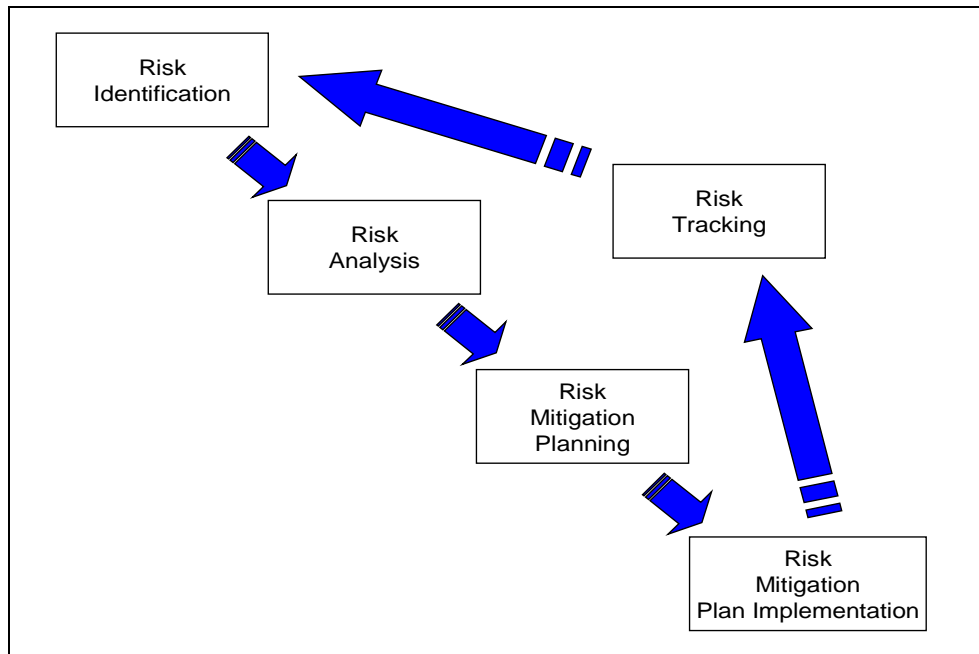 Risk
Identification
Risk
Tracking
Risk
Analysis
Risk
Mitigation
Planning
Risk
Mitigation
Plan Implementation